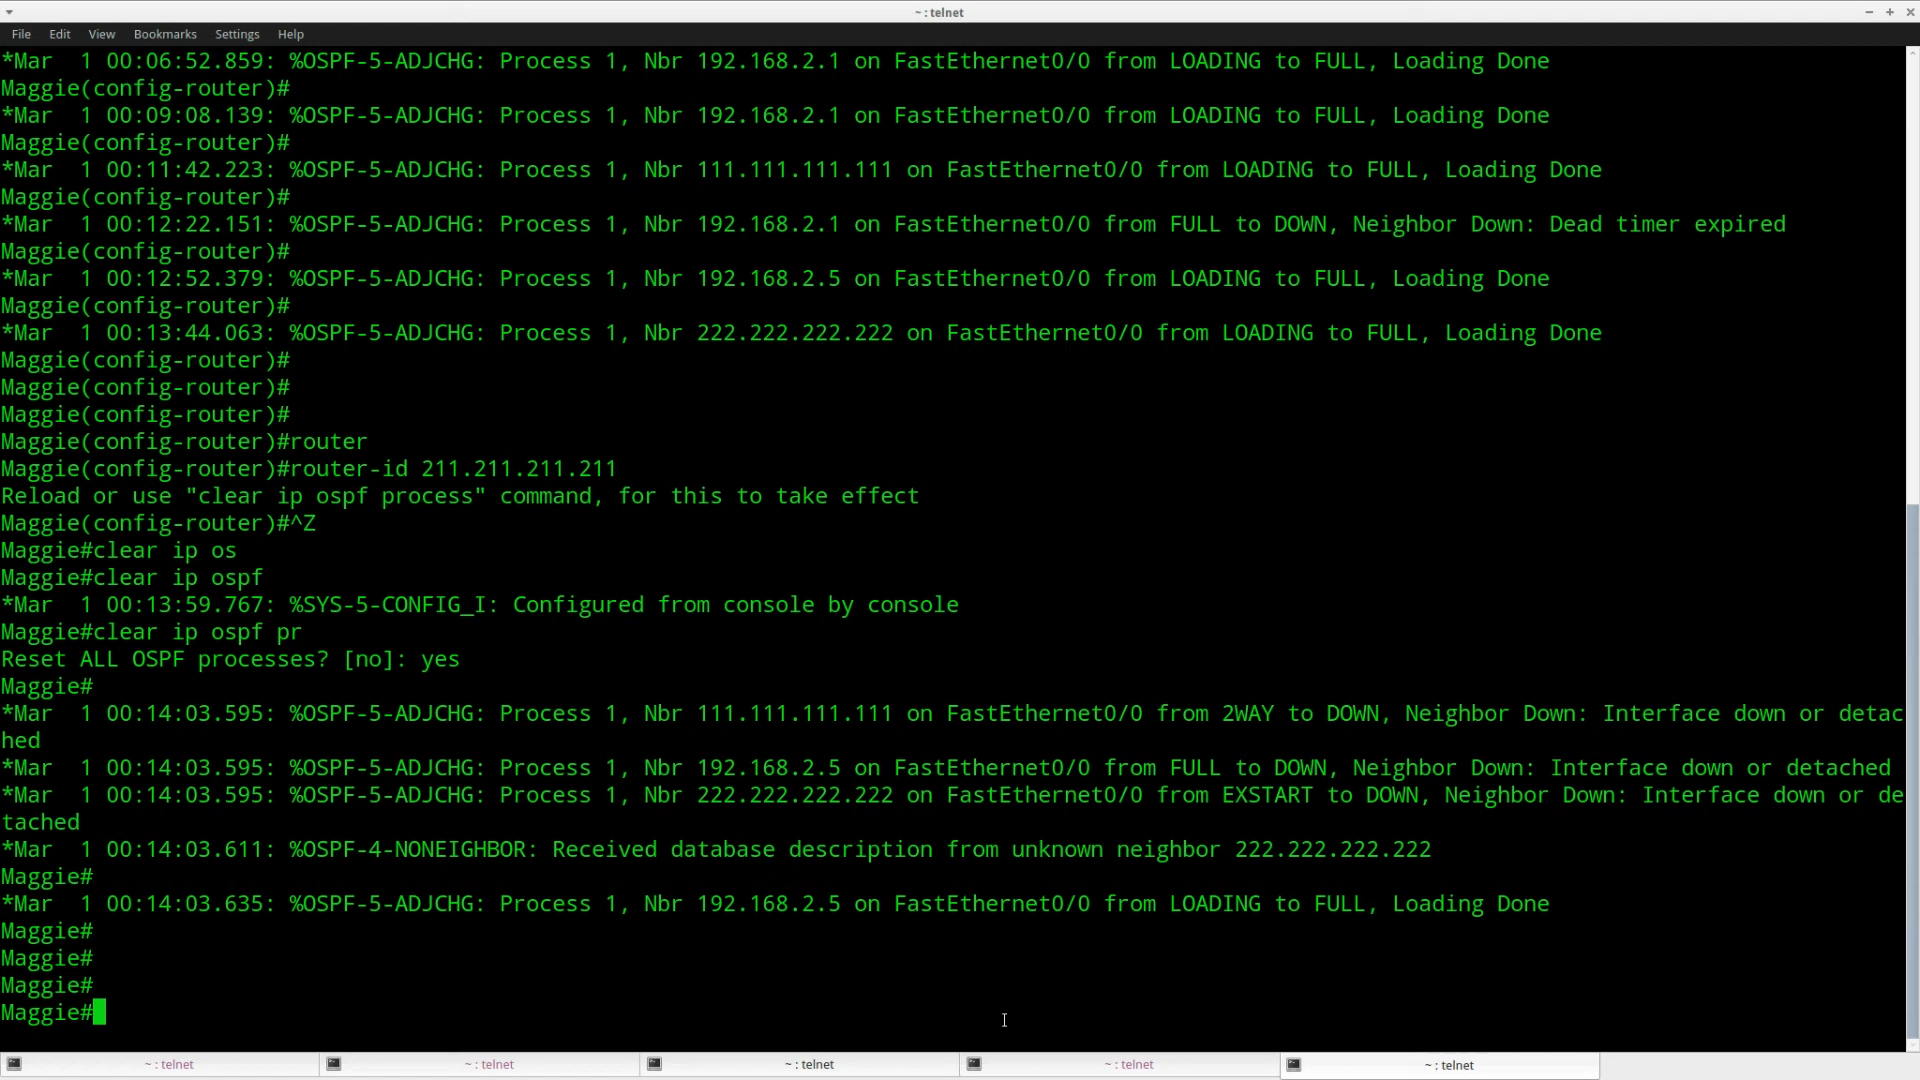 ~ : telnet
File Edit View Bookmarks Settings Help
*Mar  1 00:06:52.859: %OSPF-5-ADJCHG: Process 1, Nbr 192.168.2.1 on FastEthernet0/0 from LOADING to FULL, Loading Done
Maggie(config-router)#
*Mar  1 00:09:08.139: %OSPF-5-ADJCHG: Process 1, Nbr 192.168.2.1 on FastEthernet0/0 from LOADING to FULL, Loading Done
Maggie(config-router)#
*Mar  1 00:11:42.223: %OSPF-5-ADJCHG: Process 1, Nbr 111.111.111.111 on FastEthernet0/0 from LOADING to FULL, Loading Done
Maggie(config-router)#
*Mar  1 00:12:22.151: %OSPF-5-ADJCHG: Process 1, Nbr 192.168.2.1 on FastEthernet0/0 from FULL to DOWN, Neighbor Down: Dead timer expired
Maggie(config-router)#
*Mar  1 00:12:52.379: %OSPF-5-ADJCHG: Process 1, Nbr 192.168.2.5 on FastEthernet0/0 from LOADING to FULL, Loading Done
Maggie(config-router)#
*Mar  1 00:13:44.063: %OSPF-5-ADJCHG: Process 1, Nbr 222.222.222.222 on FastEthernet0/0 from LOADING to FULL, Loading Done
Maggie(config-router)#
Maggie(config-router)#
Maggie(config-router)#
Maggie(config-router)#router
Maggie(config-router)#router-id 211.211.211.211
Reload or use "clear ip ospf process" command, for this to take effect
Maggie(config-router)#^Z
Maggie#clear ip os
Maggie#clear ip ospf
*Mar  1 00:13:59.767: %SYS-5-CONFIG_I: Configured from console by console
Maggie#clear ip ospf pr
Reset ALL OSPF processes? [no]: yes
Maggie#
*Mar  1 00:14:03.595: %OSPF-5-ADJCHG: Process 1, Nbr 111.111.111.111 on FastEthernet0/0 from 2WAY to DOWN, Neighbor Down: Interface down or detac
hed
*Mar  1 00:14:03.595: %OSPF-5-ADJCHG: Process 1, Nbr 192.168.2.5 on FastEthernet0/0 from FULL to DOWN, Neighbor Down: Interface down or detached
*Mar  1 00:14:03.595: %OSPF-5-ADJCHG: Process 1, Nbr 222.222.222.222 on FastEthernet0/0 from EXSTART to DOWN, Neighbor Down: Interface down or de
tached
*Mar  1 00:14:03.611: %OSPF-4-NONEIGHBOR: Received database description from unknown neighbor 222.222.222.222
Maggie#
*Mar  1 00:14:03.635: %OSPF-5-ADJCHG: Process 1, Nbr 192.168.2.5 on FastEthernet0/0 from LOADING to FULL, Loading Done
Maggie#
Maggie#
Maggie#
Maggie#
~ : telnet ~ : telnet ~ : telnet ~ : telnet ~ : telnet